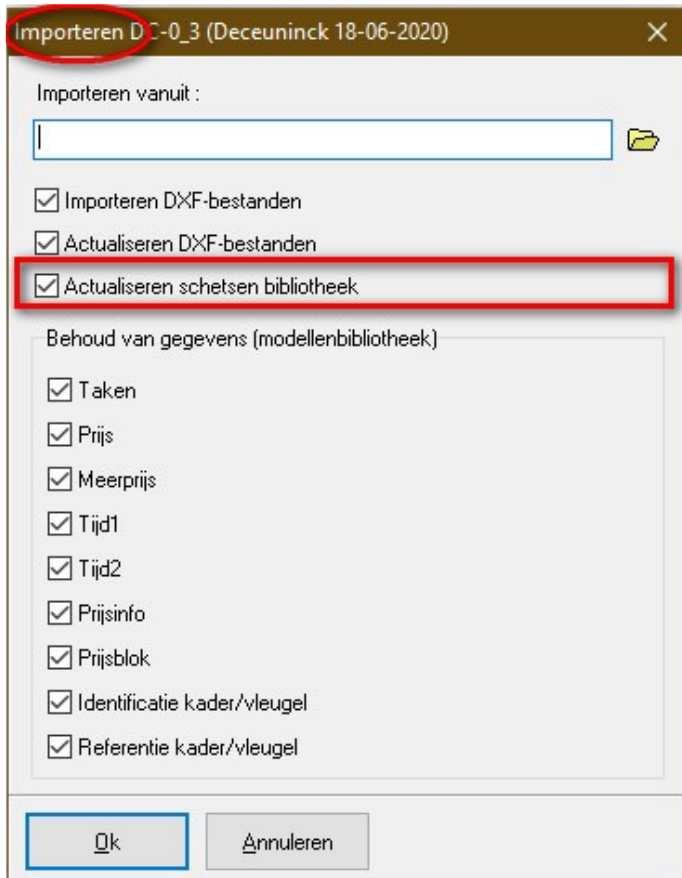 Importeren DC-0_3 (Deceuninck 18-06-2020)
Importeren vanuit :
Importeren DXF-bestanden
Actualiseren DXF-bestanden
Actualiseren schetsen bibliotheek
Behoud van gegevens (modellenbibliotheek)
Taken
Prijs
Meerprijs
Tijd1
Tijd2
Prijsinfo
Prijsblok
Identificatie kader/vleugel
Referentie kader/vleugel
Ok Annuleren